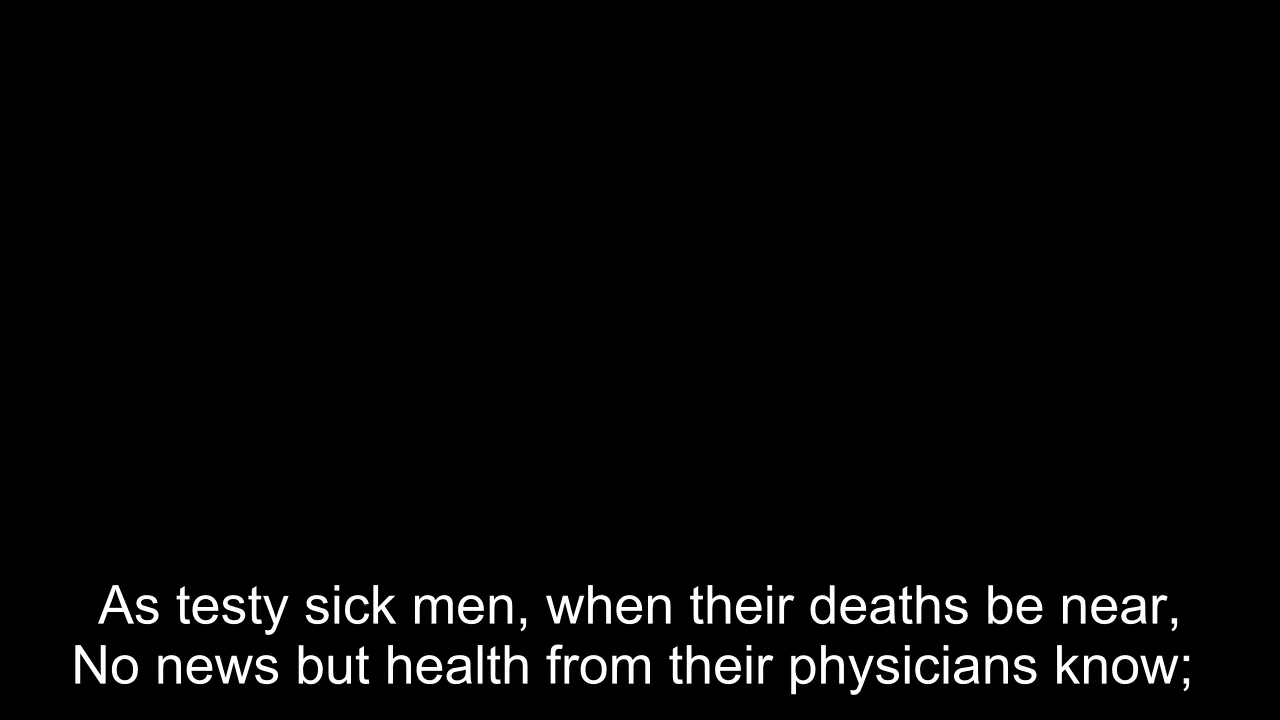 As testy sick men, when their deaths be near,
No news but health from their physicians know;